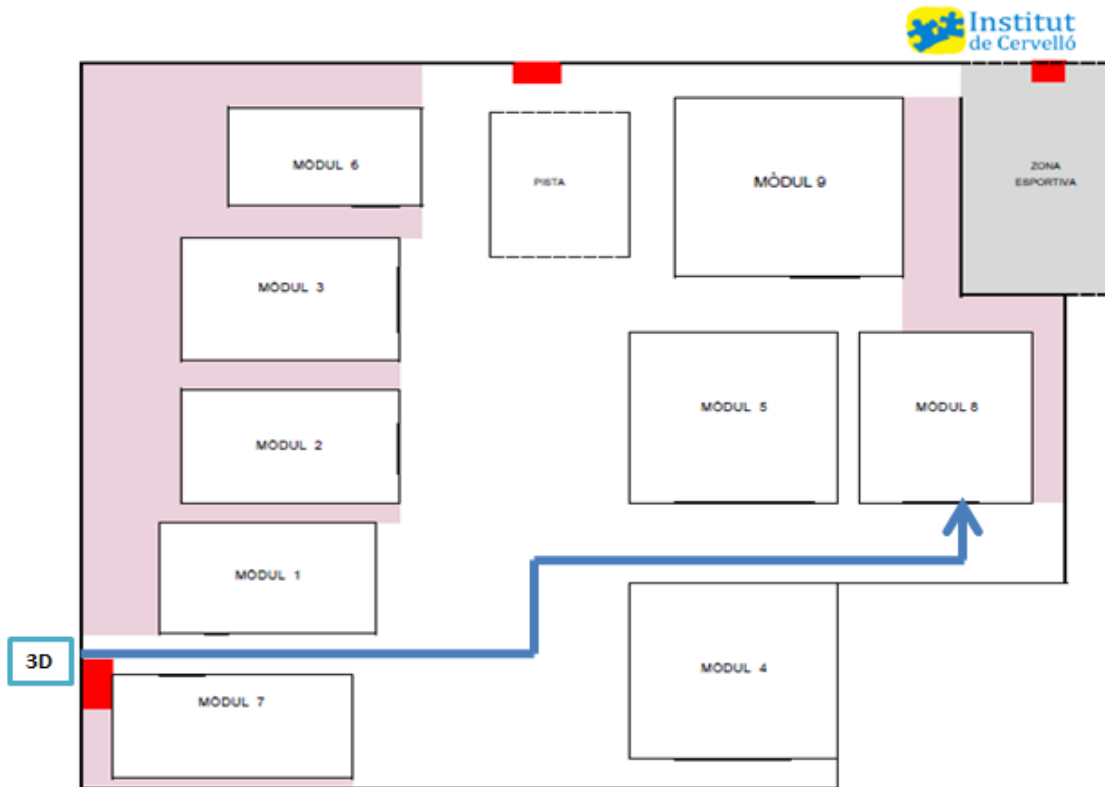 Institut
de Cervelló
MÒDUL 6
PISTA
MÒDUL 9
ZONA
ESPORTIVA
MÒDUL 3
MÒDUL 5
MÒDUL 8
MÒDUL 2
MÒDUL 1
3D
MÒDUL 4
MÒDUL 7